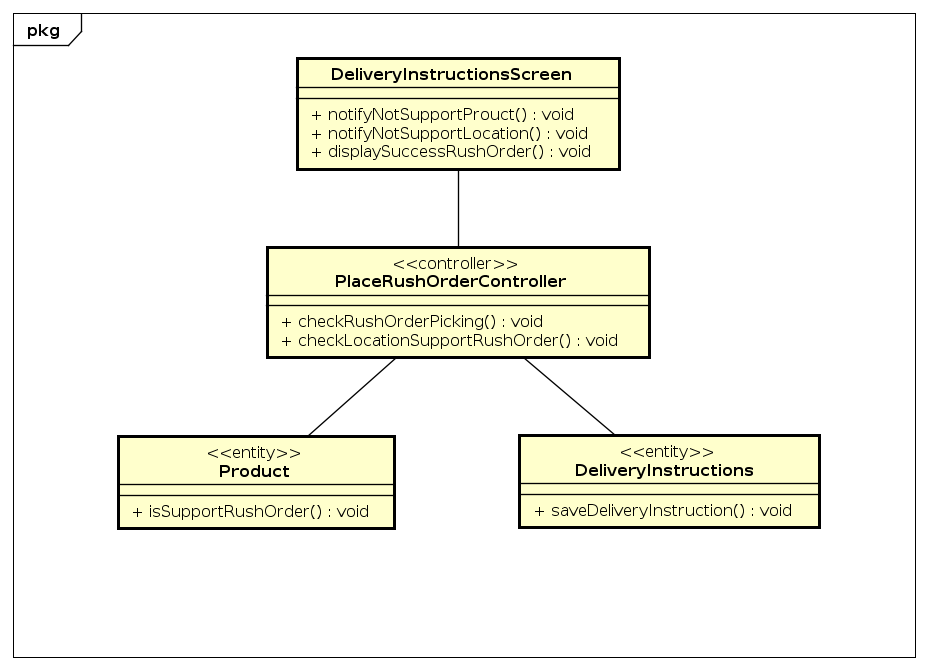 pkg
DeliveryInstructionsScreen
+ notifyNotSupportProuct() : void
+ notifyNotSupportLocation() : void
+ displaySuccessRushOrder() : void
<<controller>>
PlaceRushOrderController
+ checkRushOrderPicking() : void
+ checkLocationSupportRushOrder() : void
<<entity>>
Product
+ isSupportRushOrder() : void
<<entity>>
DeliveryInstructions
+ saveDeliveryInstruction() : void